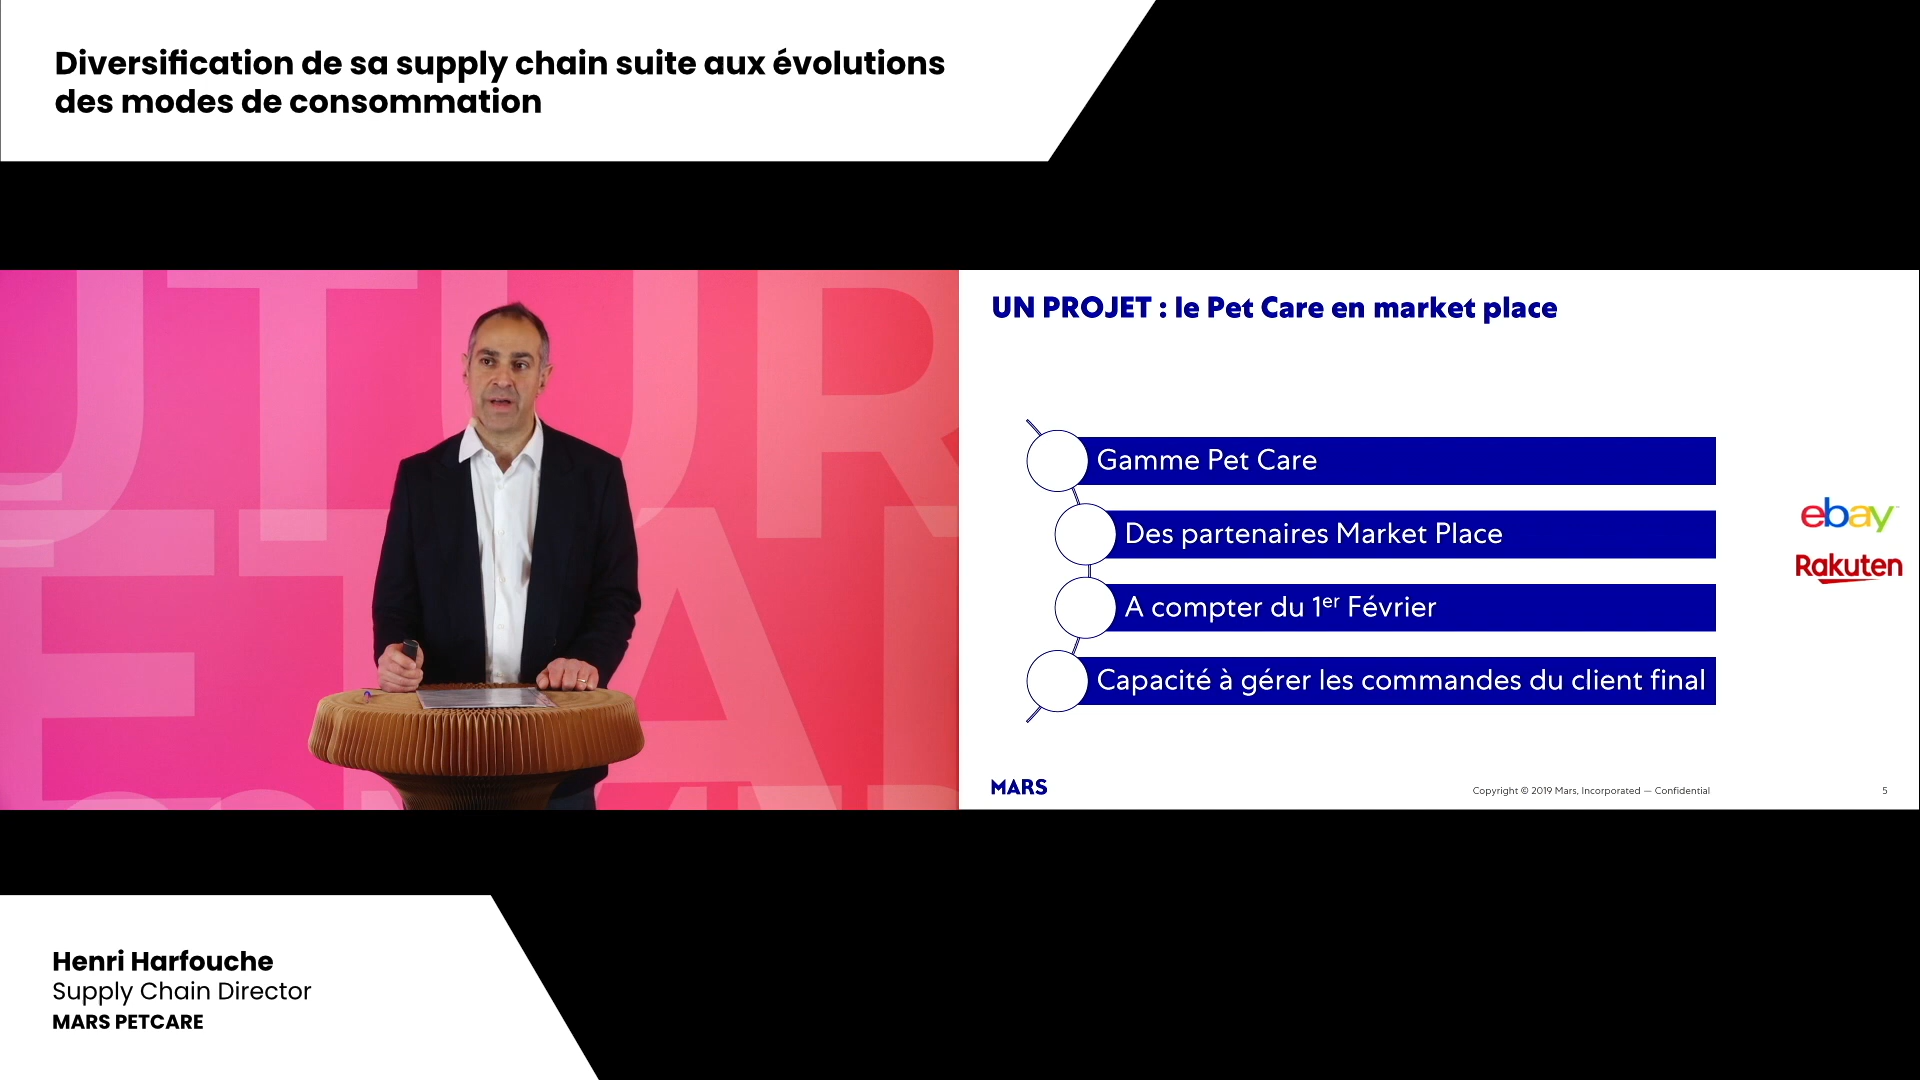 Diversification de sa supply chain suite aux évolutions
des modes de consommation
UTUR
ETAI
UN PROJET : le Pet Care en market place
Gamme Pet Care
Des partenaires Market Place
A compter du 1er Février
Capacité à gérer les commandes du client final
ebay
Rakuten
MARS
Copyright © 2019 Mars, Incorporated — Confidential
5
Henri Harfouche
Supply Chain Director
MARS PETCARE